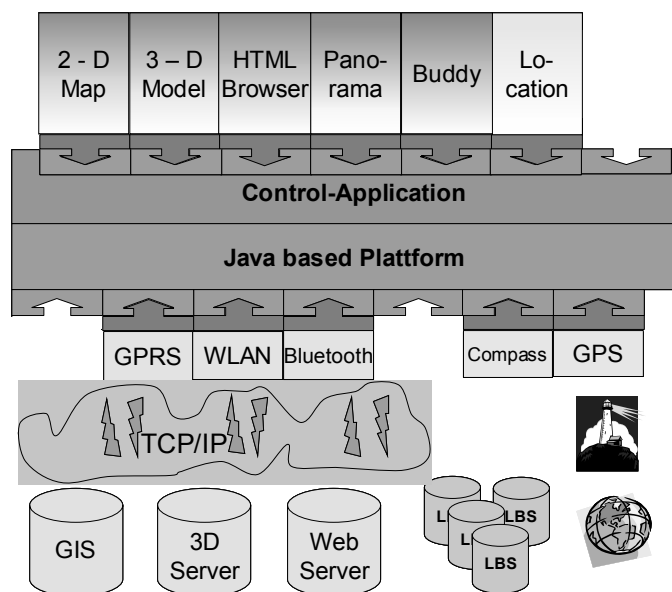 2 - D
Map
3 – D
Model
HTML
Browser
Pano-
rama
Buddy
Lo-
cation
Control-Application
Java based Plattform
GPRS
WLAN
Bluetooth
Compass
GPS
TCP/IP
GIS
3D
Server
Web
Server
LBS
LBS